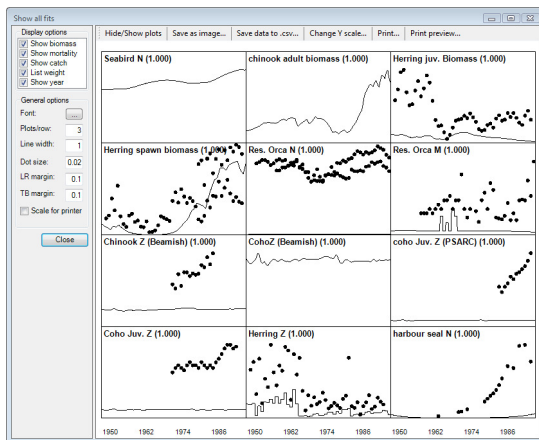 Show all fits
Display options
Show biomass
Show mortality
Show catch
List weight
Show year
General options
Font: ...
Plots/row: 3
Line width: 1
Dot size: 0.02
LR margin: 0.1
TB margin: 0.1
Scale for printer
Close
Hide/Show plots Save as image... Save data to .csv... Change Y scale... Print... Print preview...
Seabird N (1.000) chinook adult biomass (1.000) Herring juv. Biomass (1.000)
Herring spawn biomass (1.000) Res. Orca N (1.000) Res. Orca M (1.000)
Chinook Z (Beamish) (1.000) CohoZ (Beamish) (1.000) coho Juv. Z (PSARC) (1.000)
Coho Juv. Z (1.000) Herring Z (1.000) harbour seal N (1.000)
1950 1962 1974 1986 1950 1962 1974 1986 1950 1962 1974 1986